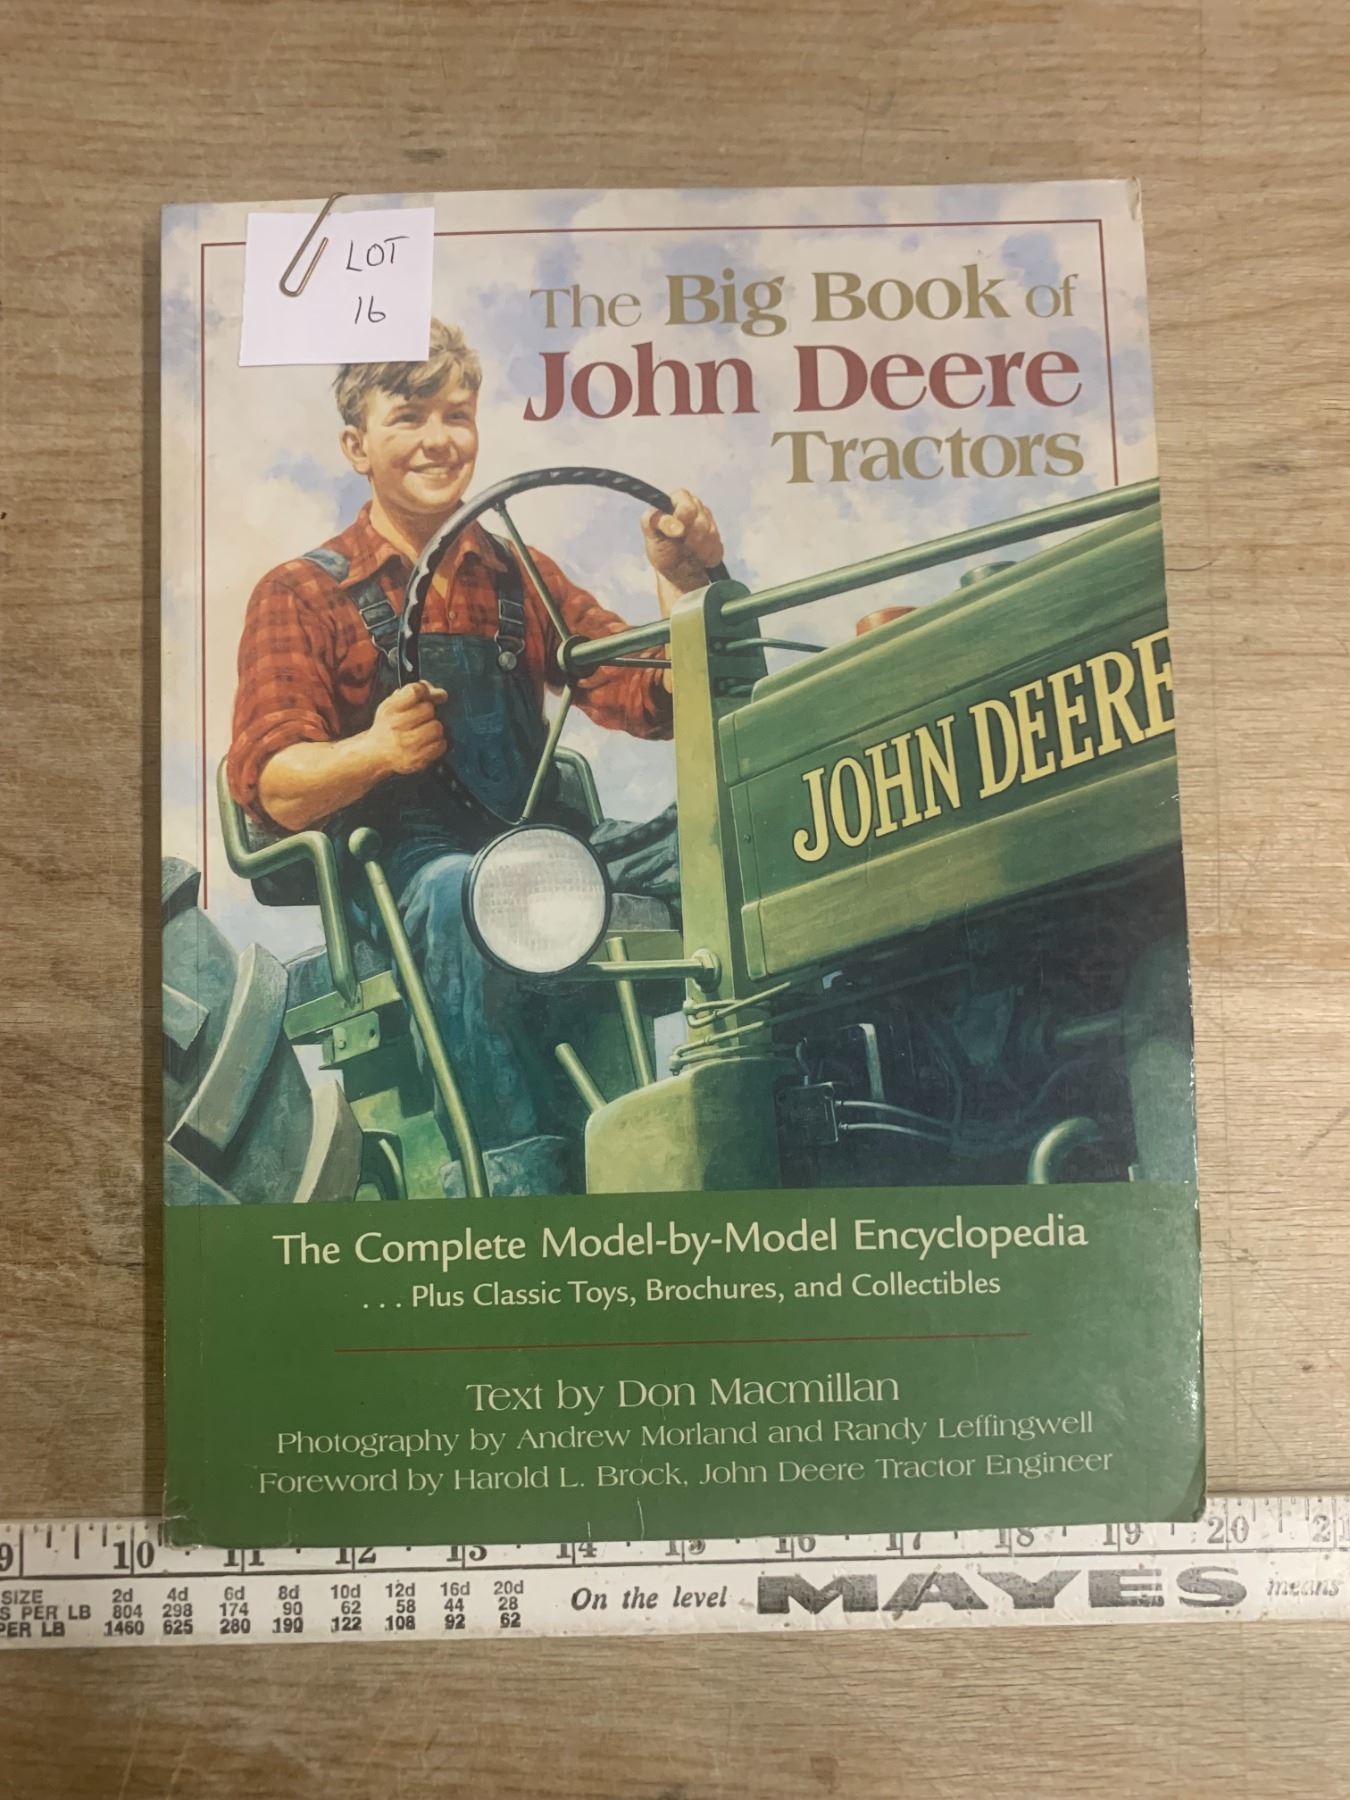 LOT
16
The Big Book of
John Deere
Tractors
JOHN DEERE
The Complete Model-by-Model Encyclopedia
. . . Plus Classic Toys, Brochures, and Collectibles
Text by Don Macmillan
Photography by Andrew Morland and Randy Leffingwell
Foreword by Harold L. Brock, John Deere Tractor Engineer
9 10 11 12 13 14 15 16 17 18 19 20 21
SIZE 2d 4d 6d 8d 10d 12d 16d 20d
S PER LB 804 298 174 90 62 58 44 28
PER LB 1460 625 280 190 122 108 92 62
On the level MAYES means